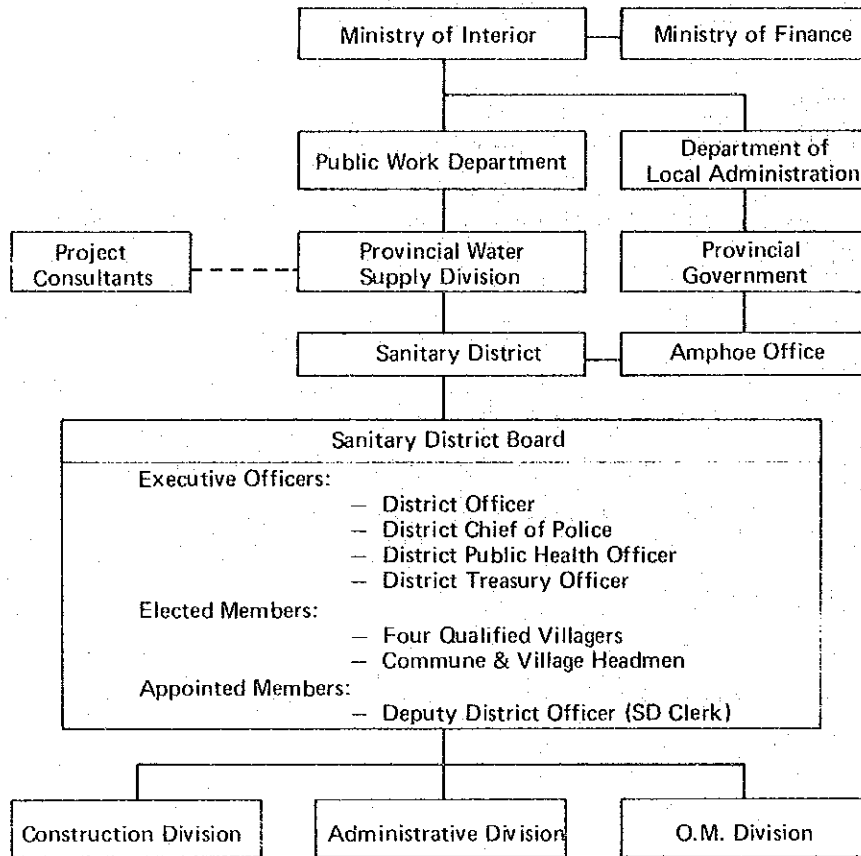 Ministry of Interior
Ministry of Finance
Public Work Department
Department of
Local Administration
Project
Consultants
Provincial Water
Supply Division
Provincial
Government
Sanitary District
Amphoe Office
Sanitary District Board
Executive Officers:
— District Officer
— District Chief of Police
— District Public Health Officer
— District Treasury Officer
Elected Members:
— Four Qualified Villagers
— Commune & Village Headmen
Appointed Members:
— Deputy District Officer (SD Clerk)
Construction Division
Administrative Division
O.M. Division